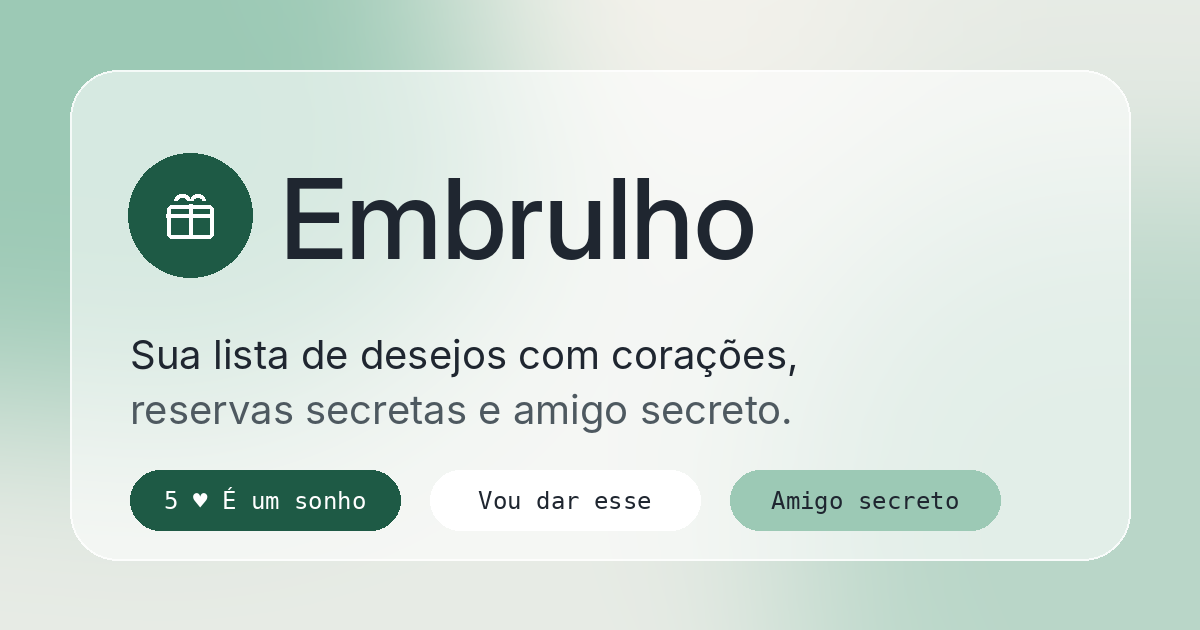 Embrulho
Sua lista de desejos com corações,
reservas secretas e amigo secreto.
5 ♥ É um sonho
Vou dar esse
Amigo secreto